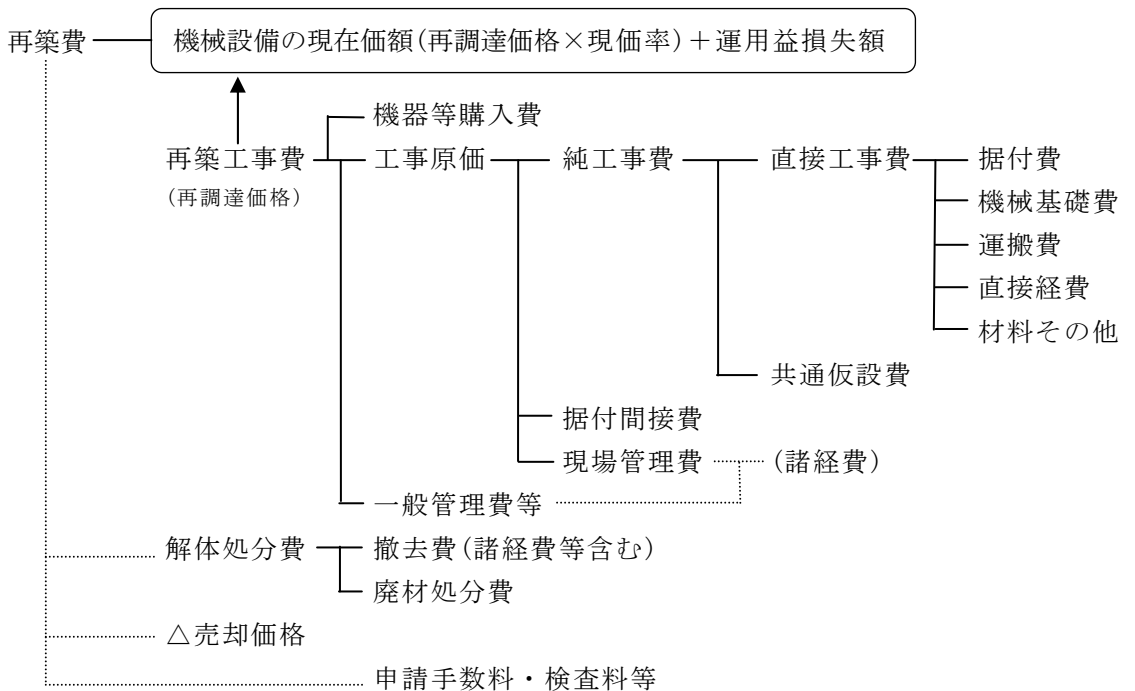 再築費 機械設備の現在価額(再調達価格×現価率)＋運用益損失額
機器等購入費
再築工事費 工事原価 純工事費 直接工事費 据付費
(再調達価格) 機械基礎費
運搬費
直接経費
材料その他
共通仮設費
据付間接費
現場管理費 (諸経費)
一般管理費等
解体処分費 撤去費(諸経費等含む)
廃材処分費
△売却価格
申請手数料・検査料等